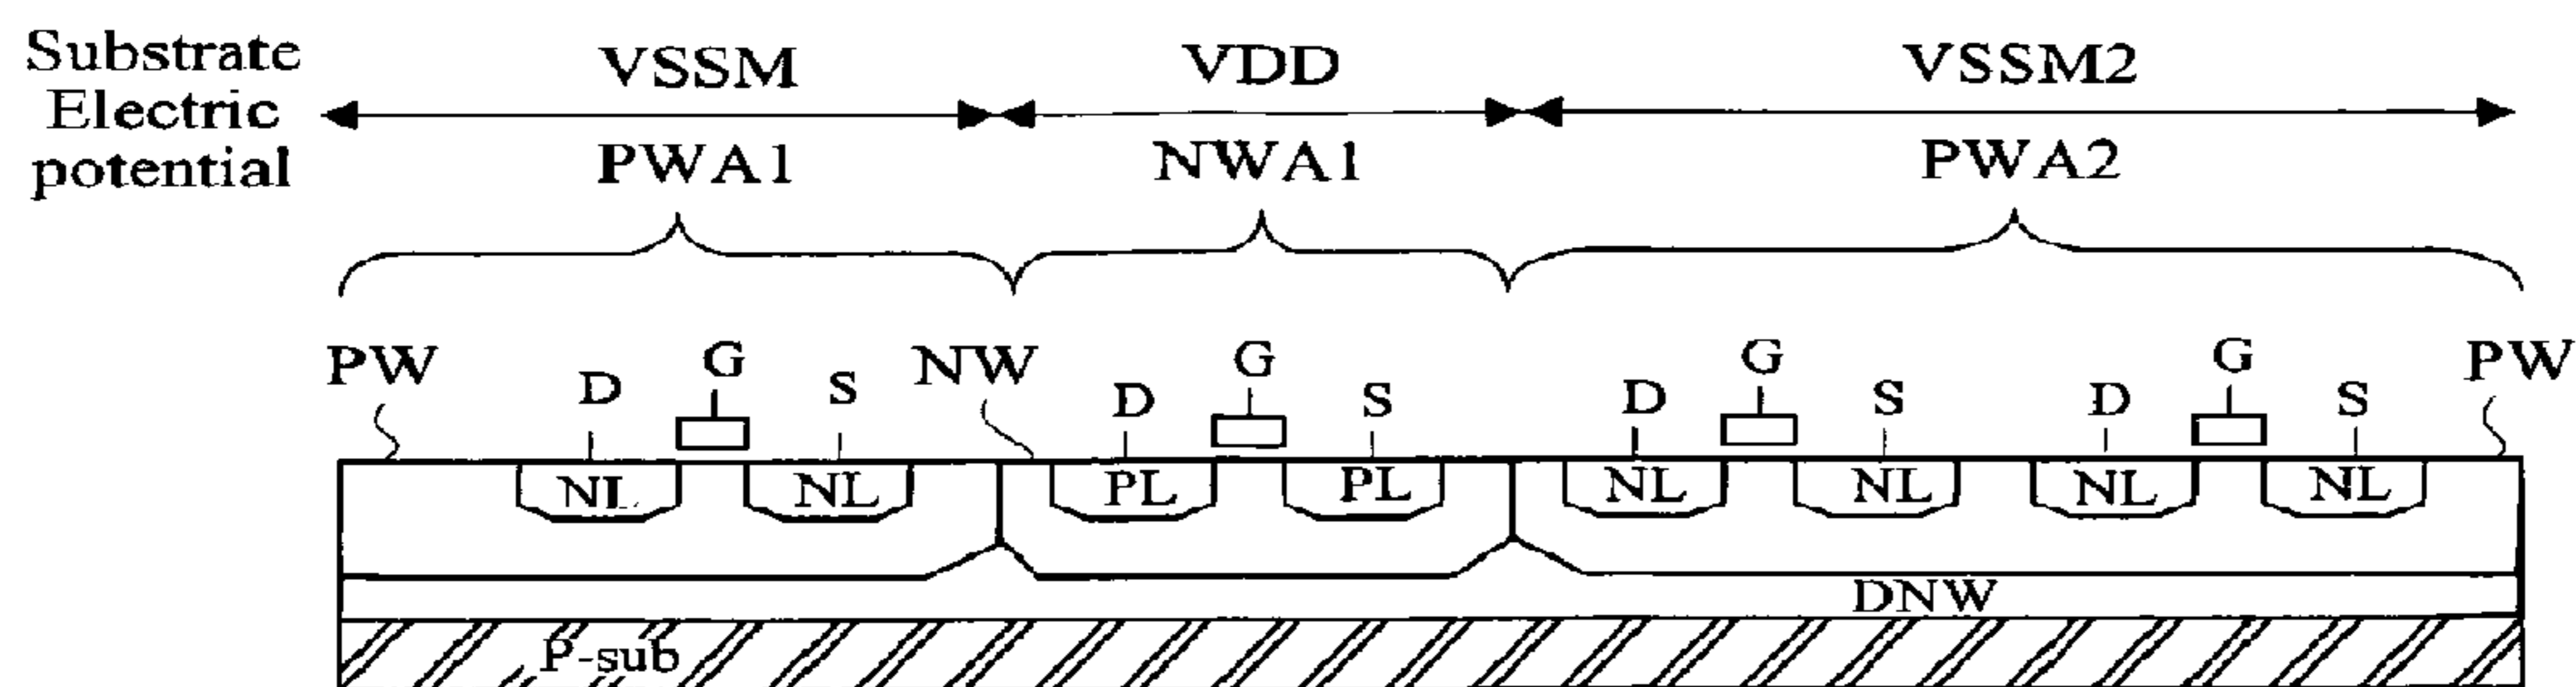 Substrate
Electric
potential
VSSM VDD VSSM2
PWA1 NWA1 PWA2
PW D G S NW D G S D G S D G S PW
NL NL PL PL NL NL NL NL
DNW
P-sub